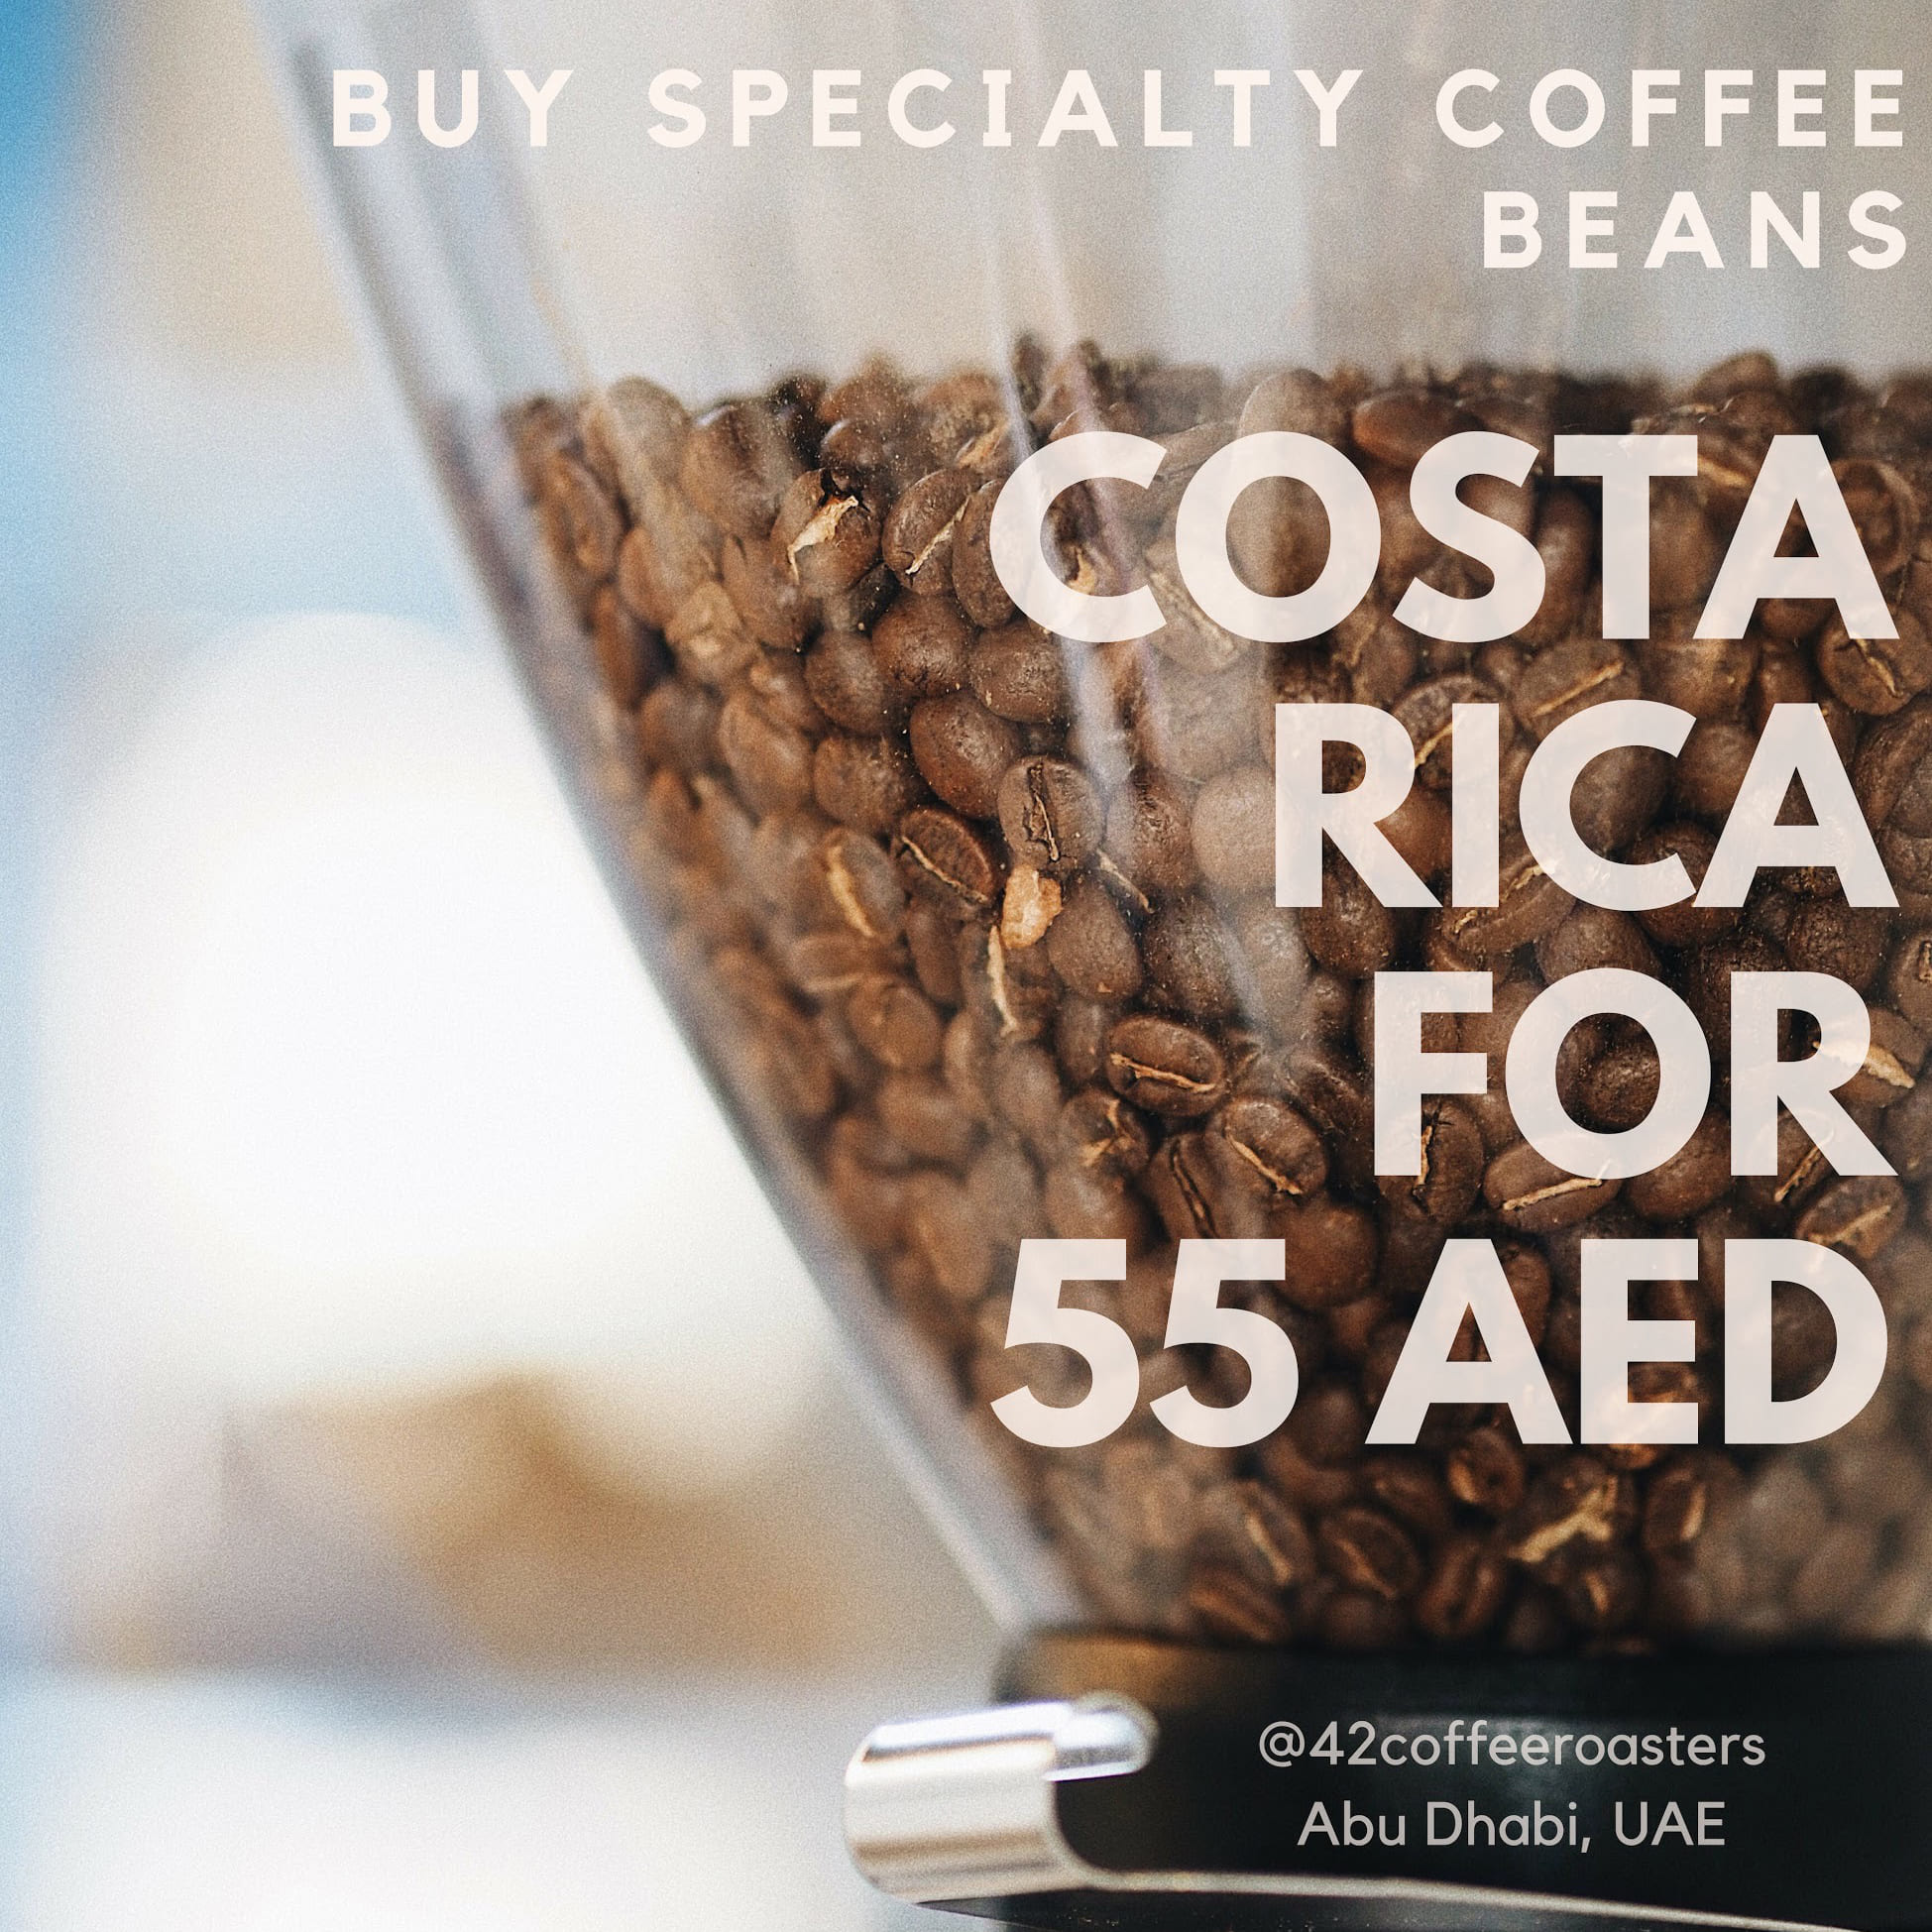 BUY SPECIALTY COFFEE
BEANS
COSTA
RICA
FOR
55 AED
@42coffeeroasters
Abu Dhabi, UAE